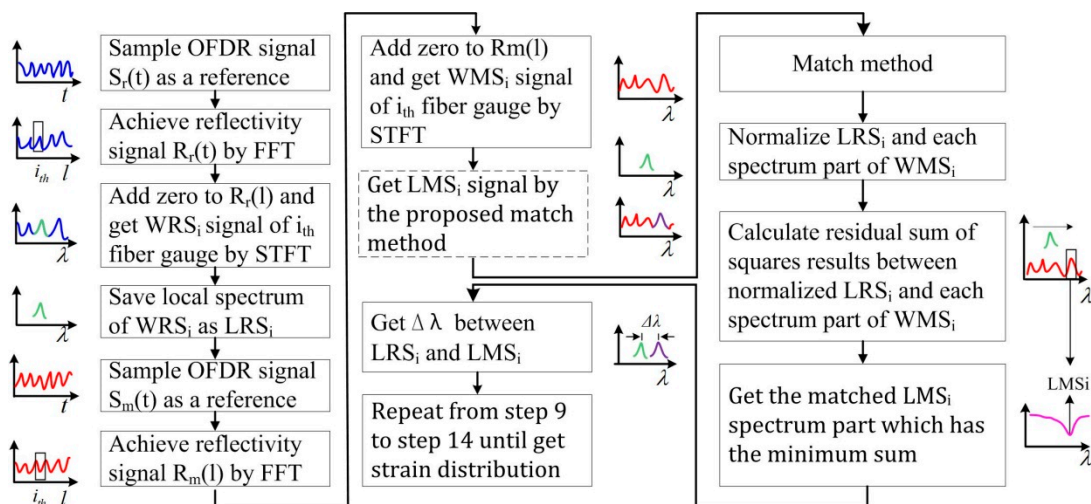 Sample OFDR signal
Sr(t) as a reference
t
Achieve reflectivity
signal Rr(t) by FFT
ith l
Add zero to Rr(l) and
get WRSi signal of ith
fiber gauge by STFT
λ
Save local spectrum
of WRSi as LRSi
λ
Sample OFDR signal
Sm(t) as a reference
t
Achieve reflectivity
signal Rm(l) by FFT
ith l
Add zero to Rm(l)
and get WMSi signal
of ith fiber gauge by
STFT
λ
Get LMSi signal by
the proposed match
method
λ
λ
Get Δ λ between
LRSi and LMSi
Δλ
λ
Repeat from step 9
to step 14 until get
strain distribution
Match method
Normalize LRSi and each
spectrum part of WMSi
Calculate residual sum of
squares results between
normalized LRSi and each
spectrum part of WMSi
λ
LMSi
Get the matched LMSi
spectrum part which has
the minimum sum
λ